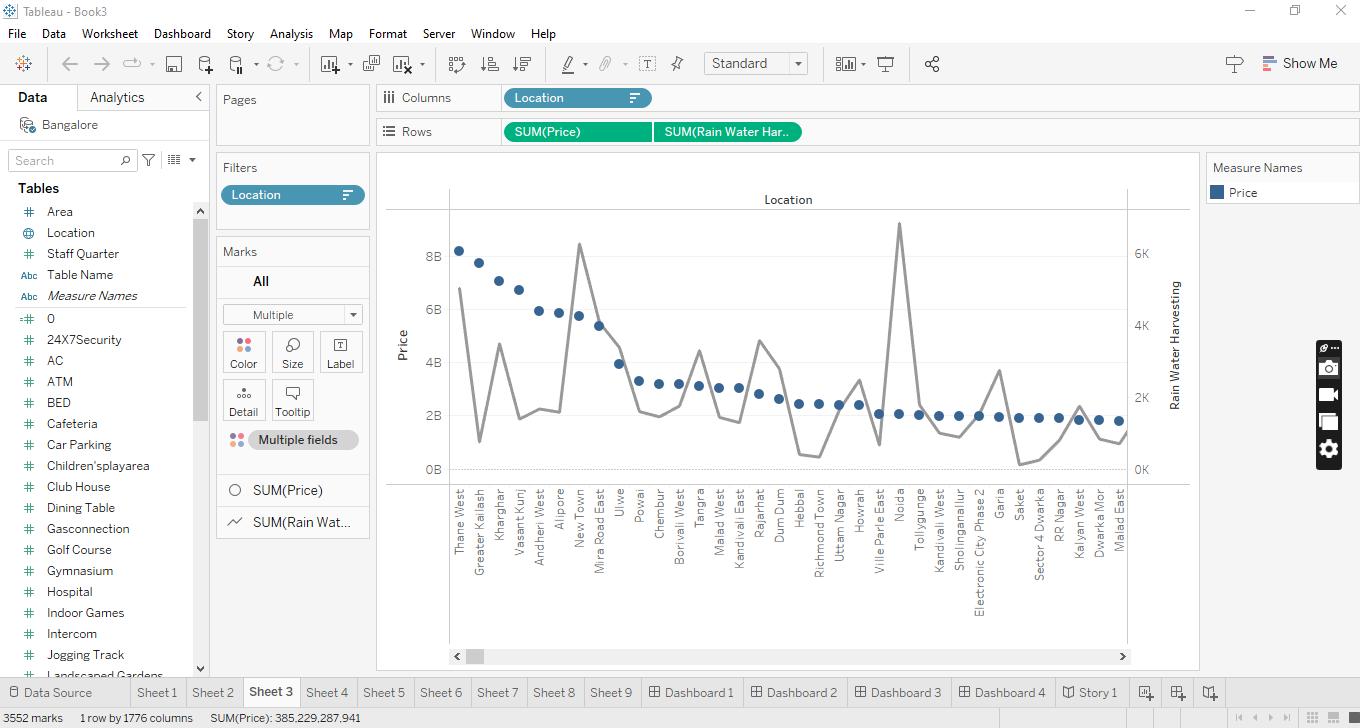 Tableau - Book3
File Data Worksheet Dashboard Story Analysis Map Format Server Window Help
Standard
Show Me
Data Analytics
Bangalore
Search
Tables
Area
Location
Staff Quarter
Abc Table Name
Abc Measure Names
0
24X7Security
AC
ATM
BED
Cafeteria
Car Parking
Children'splayarea
Club House
Dining Table
Gasconnection
Golf Course
Gymnasium
Hospital
Indoor Games
Intercom
Jogging Track
Landscaped Gardens
Pages
Filters
Location
Marks
All
Multiple
Color Size Label
Detail Tooltip
Multiple fields
SUM(Price)
SUM(Rain Wat...
Columns Location
Rows SUM(Price) SUM(Rain Water Har..
Location
Price
8B
6B
4B
2B
0B
6K
4K
2K
0K
Rain Water Harvesting
Thane West
Greater Kailash
Kharghar
Vasant Kunj
Andheri West
Alipore
New Town
Mira Road East
Ulwe
Powai
Chembur
Borivali West
Tangra
Malad West
Kandivali East
Rajarhat
Dum Dum
Hebbal
Richmond Town
Uttam Nagar
Howrah
Ville Parle East
Noida
Tollygunge
Kandivali West
Sholinganallur
Electronic City Phase 2
Garia
Saket
Sector 4 Dwarka
RR Nagar
Kalyan West
Dwarka Mor
Malad East
Measure Names
Price
Data Source Sheet 1 Sheet 2 Sheet 3 Sheet 4 Sheet 5 Sheet 6 Sheet 7 Sheet 8 Sheet 9 Dashboard 1 Dashboard 2 Dashboard 3 Dashboard 4 Story 1
3552 marks 1 row by 1776 columns SUM(Price): 385,229,287,941